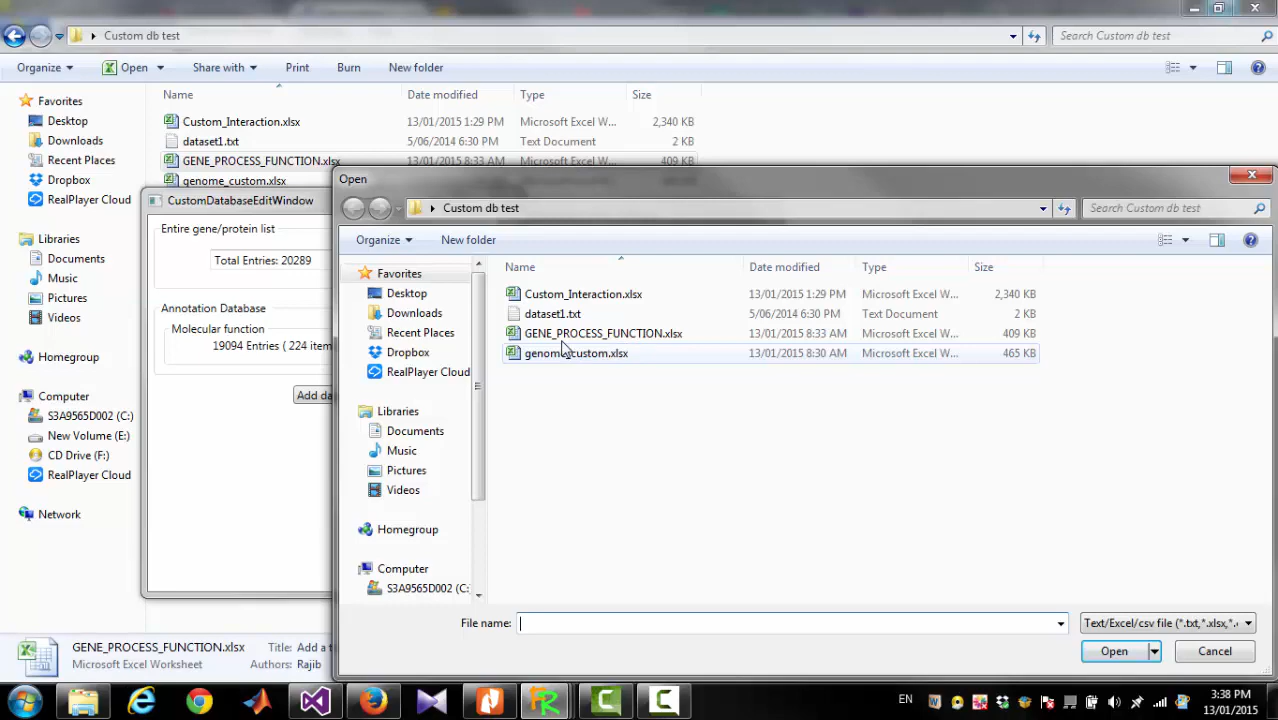 Custom db test
Search Custom db test
Organize
Open
Share with
Print
Burn
New folder
Name
Date modified
Type
Size
Favorites
Desktop
Downloads
Recent Places
Dropbox
RealPlayer Cloud
Libraries
Documents
Music
Pictures
Videos
Homegroup
Computer
S3A9565D002 (C:)
New Volume (E:)
CD Drive (F:)
RealPlayer Cloud
Network
Custom_Interaction.xlsx 13/01/2015 1:29 PM Microsoft Excel W... 2,340 KB
dataset1.txt 5/06/2014 6:30 PM Text Document 2 KB
GENE_PROCESS_FUNCTION.xlsx 13/01/2015 8:33 AM Microsoft Excel W... 409 KB
genome_custom.xlsx
CustomDatabaseEditWindow
Entire gene/protein list
Total Entries: 20289
Annotation Database
Molecular function
19094 Entries ( 224 item
Add da
Open
Custom db test
Search Custom db test
Organize
New folder
Name
Date modified
Type
Size
Favorites
Desktop
Downloads
Recent Places
Dropbox
RealPlayer Cloud
Libraries
Documents
Music
Pictures
Videos
Homegroup
Computer
S3A9565D002 (C:
Custom_Interaction.xlsx 13/01/2015 1:29 PM Microsoft Excel W... 2,340 KB
dataset1.txt 5/06/2014 6:30 PM Text Document 2 KB
GENE_PROCESS_FUNCTION.xlsx 13/01/2015 8:33 AM Microsoft Excel W... 409 KB
genome_custom.xlsx 13/01/2015 8:30 AM Microsoft Excel W... 465 KB
File name:
Text/Excel/csv file (*.txt,*.xlsx,*.
Open
Cancel
GENE_PROCESS_FUNCTION.xlsx
Title: Add a t
Microsoft Excel Worksheet
Authors: Rajib
EN
3:38 PM
13/01/2015